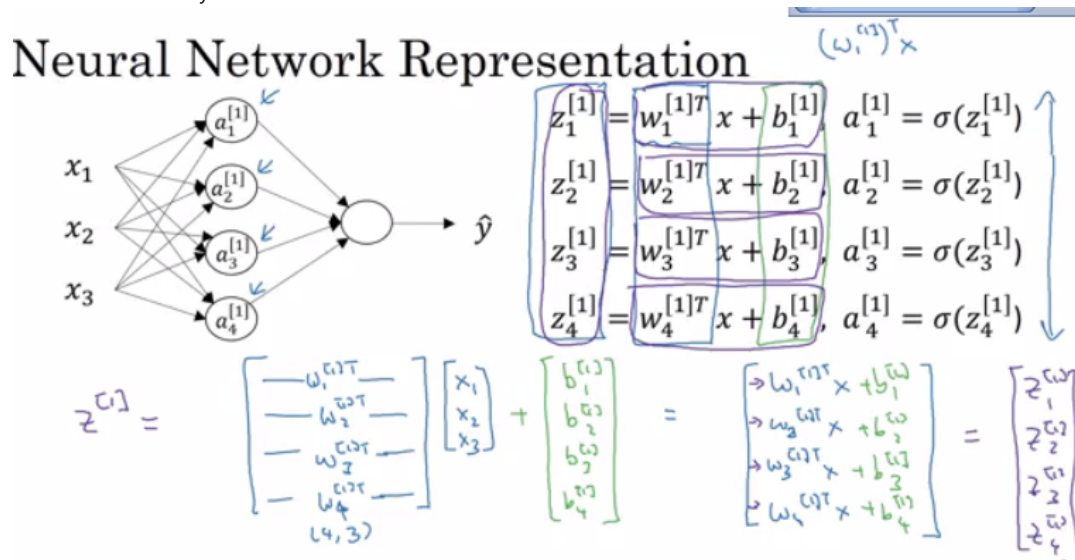 (w₁^[1])^T x
Neural Network Representation
x₁
x₂
x₃
a₁^[1]
a₂^[1]
a₃^[1]
a₄^[1]
ŷ
z₁^[1] = w₁^[1]T x + b₁^[1], a₁^[1] = σ(z₁^[1])
z₂^[1] = w₂^[1]T x + b₂^[1], a₂^[1] = σ(z₂^[1])
z₃^[1] = w₃^[1]T x + b₃^[1], a₃^[1] = σ(z₃^[1])
z₄^[1] = w₄^[1]T x + b₄^[1], a₄^[1] = σ(z₄^[1])
w₁^[1]T x₁ b₁^[1] w₁^[1]T x + b₁^[1] z₁^[1]
z^[1] = w₂^[1]T x₂ + b₂^[1] = w₂^[1]T x + b₂^[1] = z₂^[1]
w₃^[1]T x₃ b₃^[1] → w₃^[1]T x + b₃^[1] z₃^[1]
w₄^[1]T b₄^[1] w₄^[1]T x + b₄^[1] z₄^[1]
(4,3)